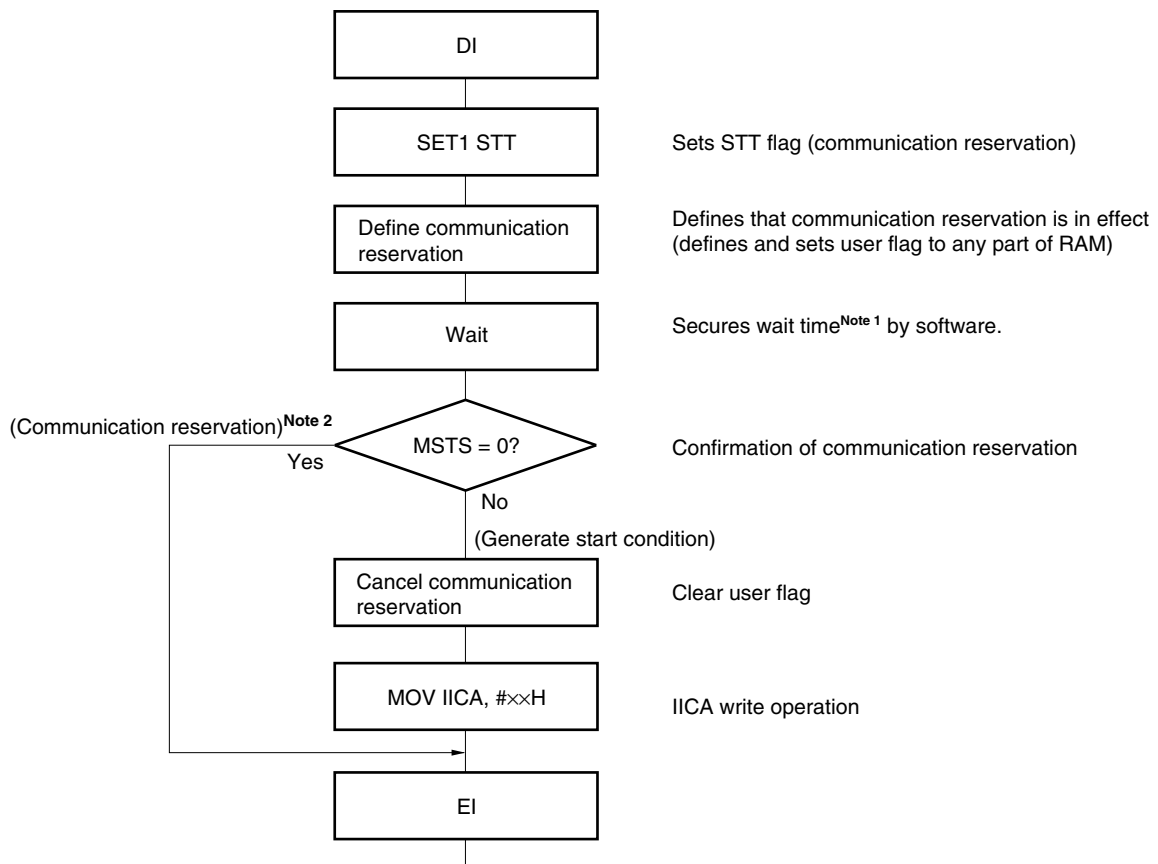 DI
SET1 STT
Sets STT flag (communication reservation)
Define communication
reservation
Defines that communication reservation is in effect
(defines and sets user flag to any part of RAM)
Wait
Secures wait timeNote 1 by software.
(Communication reservation)Note 2
Yes
MSTS = 0?
Confirmation of communication reservation
No
(Generate start condition)
Cancel communication
reservation
Clear user flag
MOV IICA, #××H
IICA write operation
EI